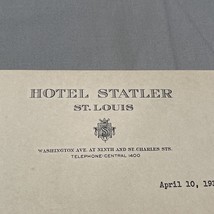 HOTEL STATLER
ST. LOUIS
WASHINGTON AVE. AT NINTH AND ST. CHARLES STS.
TELEPHONE: CENTRAL 1400
April 10, 19